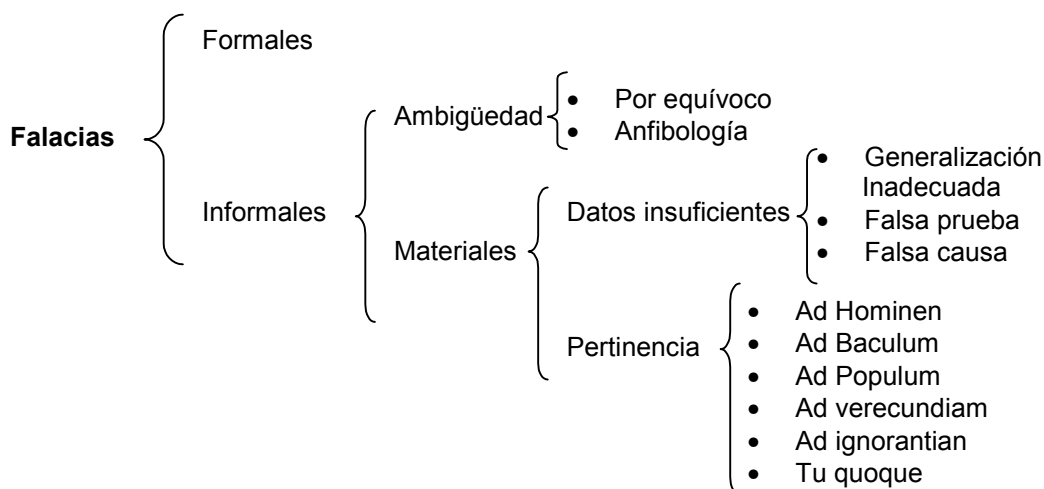 Falacias
Formales
Informales
Ambigüedad
• Por equívoco
• Anfibología
Materiales
Datos insuficientes
• Generalización
Inadecuada
• Falsa prueba
• Falsa causa
Pertinencia
• Ad Hominen
• Ad Baculum
• Ad Populum
• Ad verecundiam
• Ad ignorantian
• Tu quoque